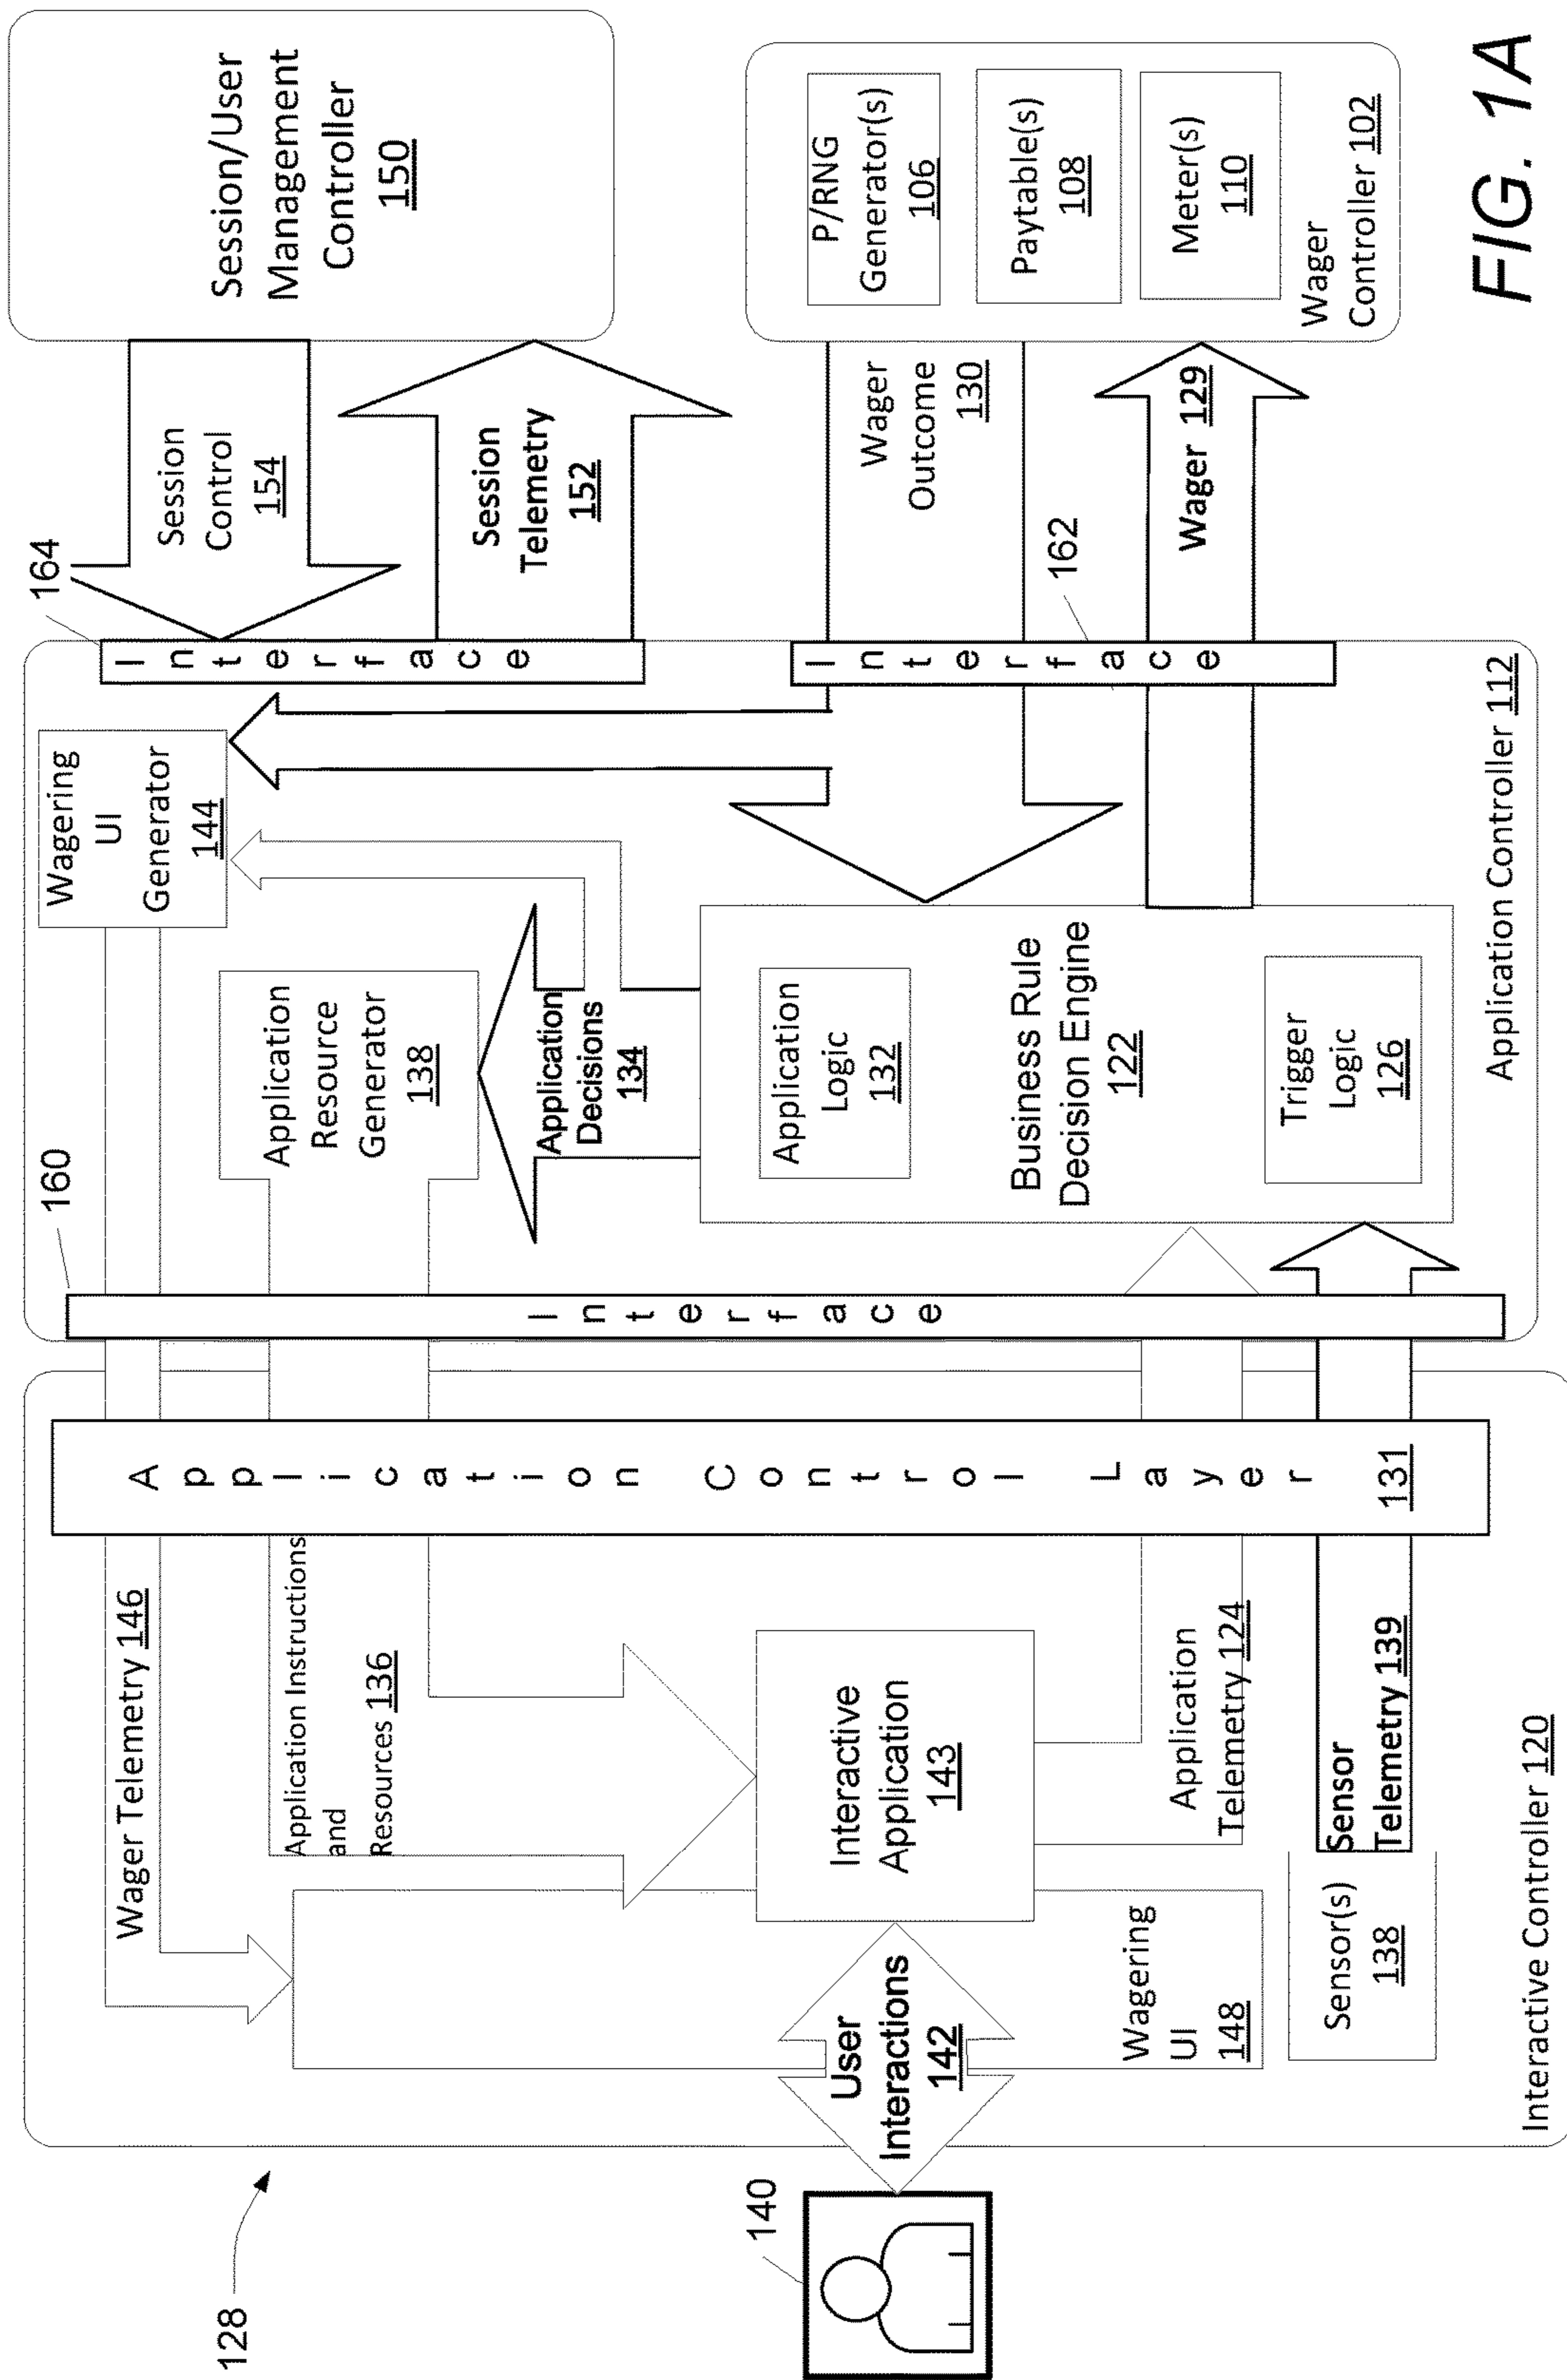 128
140
Wager Telemetry 146
Application Instructions
and
Resources 136
Interactive
Application
143
User
Interactions
142
Application
Telemetry 124
Wagering
UI
148
Sensor
Telemetry 139
Sensor(s)
138
Interactive Controller 120
Application Control Layer
131
160
Interface
Wagering
UI
Generator
144
Application
Resource
Generator
138
Application
Decisions
134
Application
Logic
132
Business Rule
Decision Engine
122
Trigger
Logic
126
Application Controller 112
164
Interface
162
Interface
Session
Control
154
Session
Telemetry
152
Wager
Outcome
130
Wager 129
Session/User
Management
Controller
150
P/RNG
Generator(s)
106
Paytable(s)
108
Meter(s)
110
Wager
Controller 102
FIG. 1A